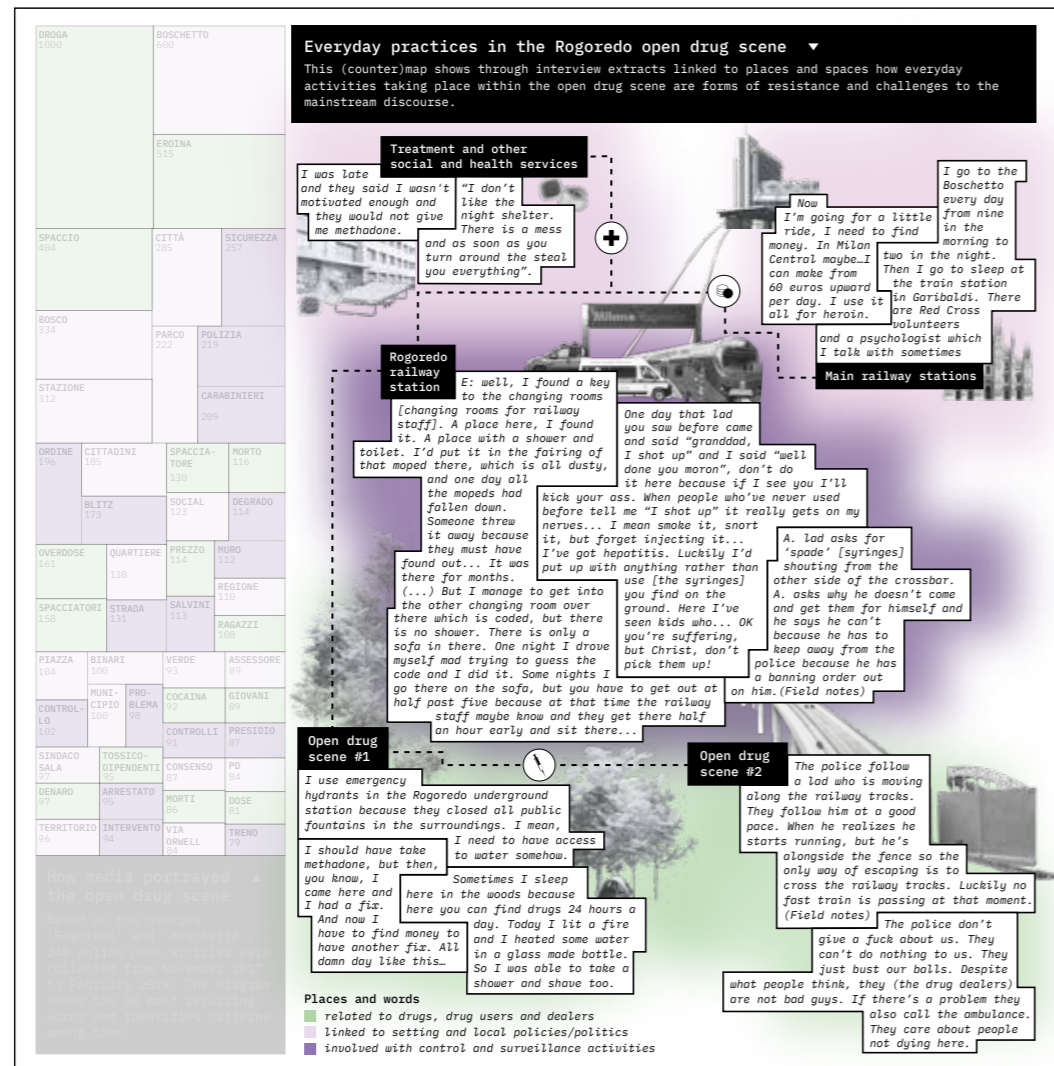 DROGA
1000
BOSCHETTO
600
EROINA
515
SPACCIO
484
CITTÀ
285
SICUREZZA
257
BOSCO
334
PARCO
222
POLIZIA
219
STAZIONE
312
CARABINIERI
209
ORDINE
196
CITTADINI
185
SPACCIA-
TORE
138
MORTO
116
BLITZ
173
SOCIAL
123
DEGRADO
114
OVERDOSE
161
QUARTIERE
138
PREZZO
114
MURO
112
REGIONE
110
SPACCIATORI
158
STRADA
131
SALVINI
113
RAGAZZI
108
PIAZZA
104
BINARI
100
VERDE
93
ASSESSORE
89
CONTROL-
LO
102
MUNI-
CIPIO
100
PRO-
BLEMA
98
COCAINA
92
GIOVANI
89
CONTROLLI
91
PRESIDIO
87
SINDACO
SALA
97
TOSSICO-
DIPENDENTI
95
CONSENSO
87
PD
84
DENARO
97
ARRESTATO
95
MORTI
86
DOSE
81
TERRITORIO
96
INTERVENTO
94
VIA
ORWELL
84
TRENO
79
How media portrayed
the open drug scene
Based on the queries
"Rogoredo" and "Boschetto"
248 online news articles were
collected from November 2017
to February 2019. The diagram
shows the 50 most recurring
words and identifies patterns
among them
Everyday practices in the Rogoredo open drug scene
This (counter)map shows through interview extracts linked to places and spaces how everyday
activities taking place within the open drug scene are forms of resistance and challenges to the
mainstream discourse.
Treatment and other
social and health services
I was late
and they said I wasn't
motivated enough and
they would not give
me methadone.
“I don’t
like the
night shelter.
There is a mess
and as soon as you
turn around the steal
you everything”.
Now
I'm going for a little
ride, I need to find
money. In Milan
Central maybe…I
can make from
60 euros upward
per day. I use it
all for heroin.
I go to the
Boschetto
every day
from nine
in the
morning to
two in the night.
Then I go to sleep at
the train station
in Garibaldi. There
are Red Cross
volunteers
and a psychologist which
I talk with sometimes
Main railway stations
Milano
Rogoredo
railway
station
E: well, I found a key
to the changing rooms
[changing rooms for railway
staff]. A place here, I found
it. A place with a shower and
toilet. I’d put it in the fairing of
that moped there, which is all dusty,
and one day all
the mopeds had
fallen down.
Someone threw
it away because
they must have
found out... It was
there for months.
(...) But I manage to get into
the other changing room over
there which is coded, but there
is no shower. There is only a
sofa in there. One night I drove
myself mad trying to guess the
code and I did it. Some nights I
go there on the sofa, but you have to get out at
half past five because at that time the railway
staff maybe know and they get there half
an hour early and sit there...
One day that lad
you saw before came
and said “granddad,
I shot up” and I said “well
done you moron”, don’t do
it here because if I see you I’ll
kick your ass. When people who’ve never used
before tell me “I shot up” it really gets on my
nerves... I mean smoke it, snort
it, but forget injecting it...
I’ve got hepatitis. Luckily I’d
put up with anything rather than
use [the syringes]
you find on the
ground. Here I’ve
seen kids who... OK
you’re suffering,
but Christ, don’t
pick them up!
A. lad asks for
‘spade’ [syringes]
shouting from the
other side of the crossbar.
A. asks why he doesn’t come
and get them for himself and
he says he can’t
because he has to
keep away from the
police because he has
a banning order out
on him.(Field notes)
Open drug
scene #1
I use emergency
hydrants in the Rogoredo underground
station because they closed all public
fountains in the surroundings. I mean,
I need to have access
to water somehow.
I should have take
methadone, but then,
you know, I
came here and
I had a fix.
And now I
have to find money to
have another fix. All
damn day like this…
Sometimes I sleep
here in the woods because
here you can find drugs 24 hours a
day. Today I lit a fire
and I heated some water
in a glass made bottle.
So I was able to take a
shower and shave too.
Open drug
scene #2
The police follow
a lad who is moving
along the railway tracks.
They follow him at a good
pace. When he realizes he
starts running, but he’s
alongside the fence so the
only way of escaping is to
cross the railway tracks. Luckily no
fast train is passing at that moment.
(Field notes)
The police don’t
give a fuck about us. They
can’t do nothing to us. They
just bust our balls. Despite
what people think, they (the drug dealers)
are not bad guys. If there’s a problem they
also call the ambulance.
They care about people
not dying here.
Places and words
related to drugs, drug users and dealers
linked to setting and local policies/politics
involved with control and surveillance activities